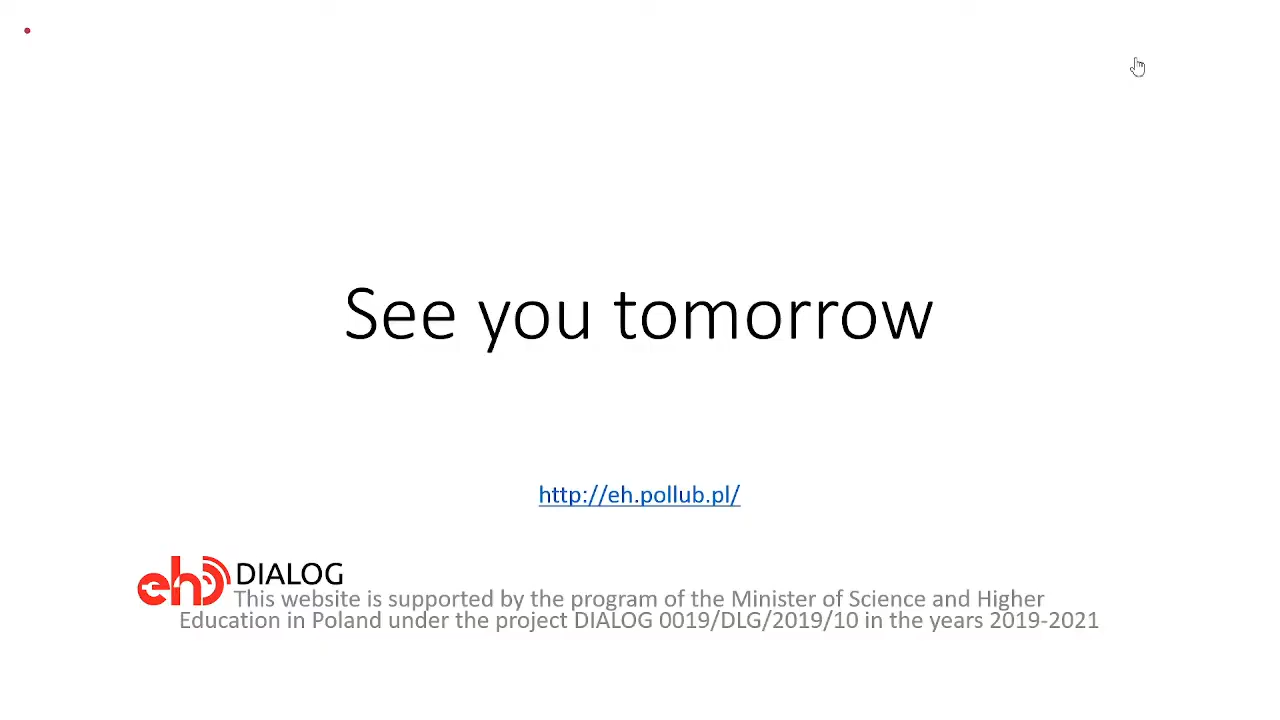 See you tomorrow
http://eh.pollub.pl/
eh DIALOG
This website is supported by the program of the Minister of Science and Higher
Education in Poland under the project DIALOG 0019/DLG/2019/10 in the years 2019-2021